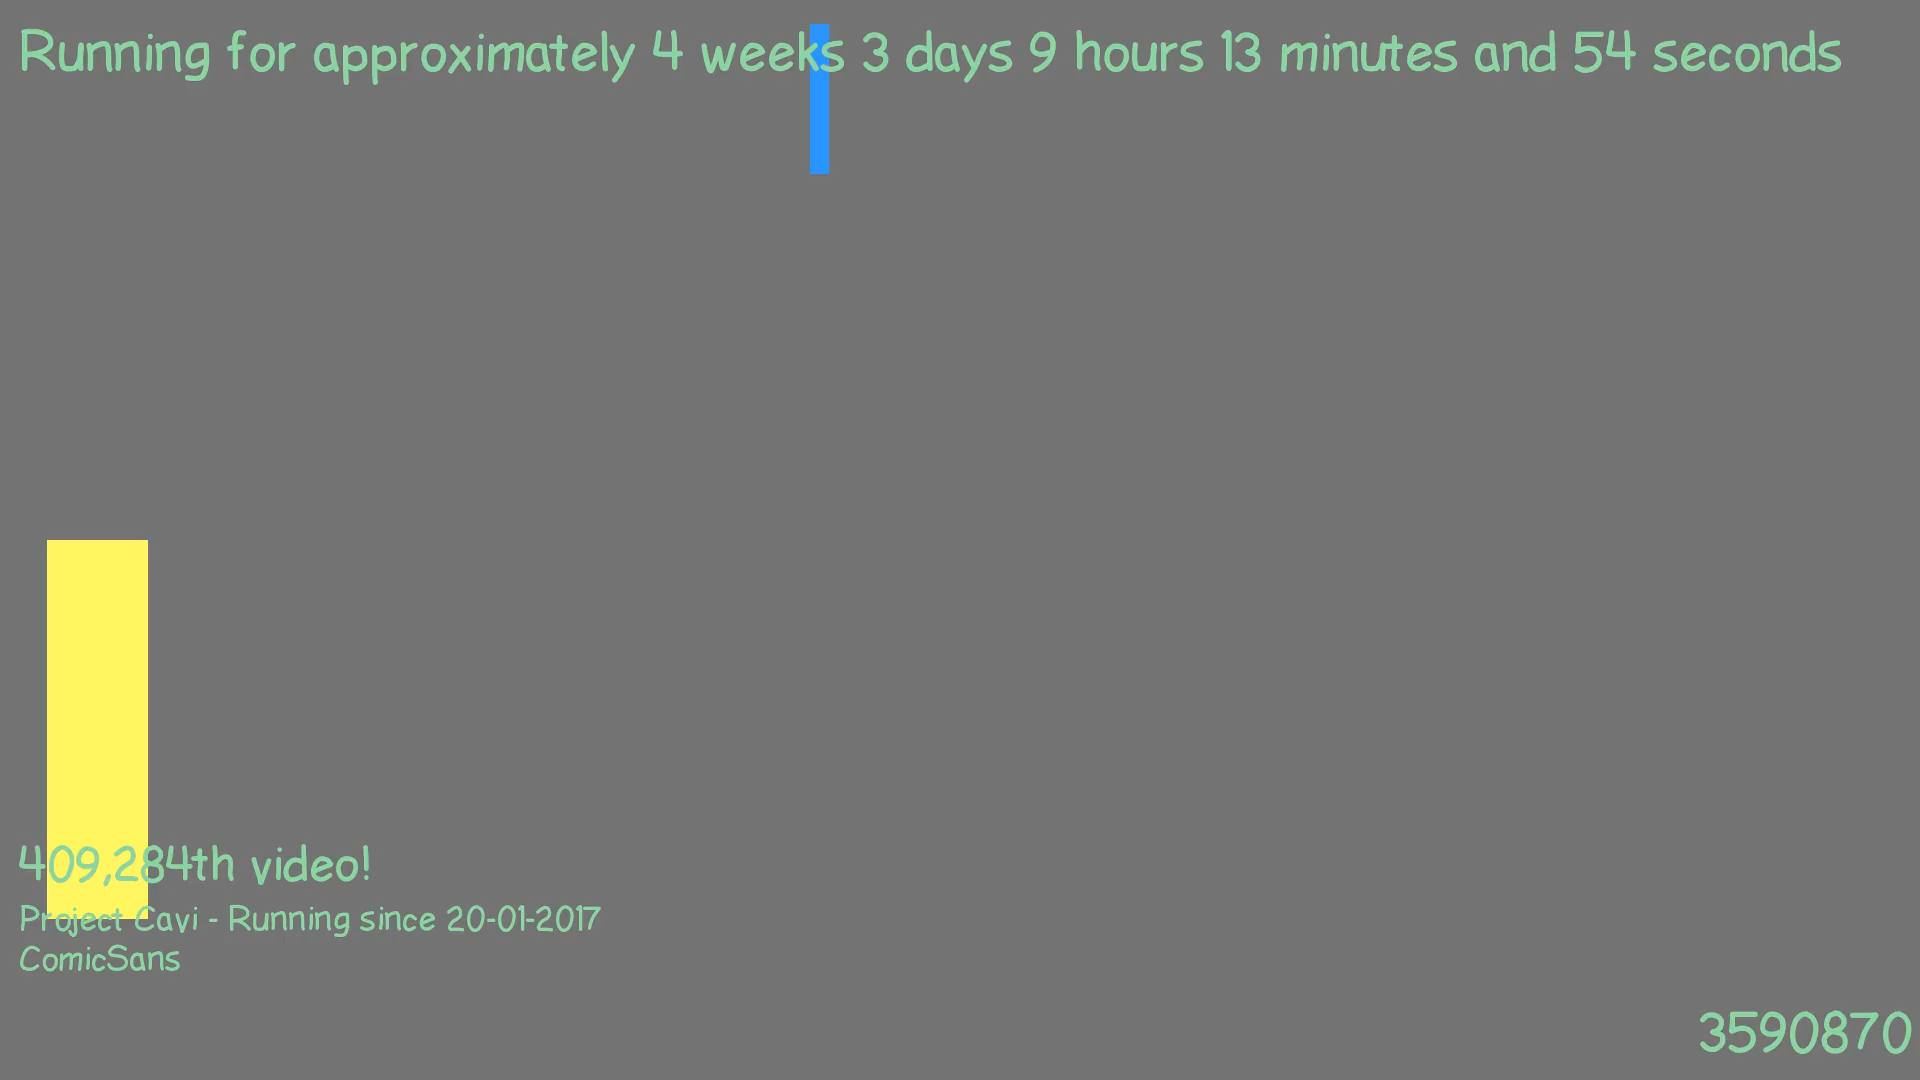 Running for approximately 4 weeks 3 days 9 hours 13 minutes and 54 seconds
409,284th video!
Project Cavi - Running since 20-01-2017
ComicSans
3590870